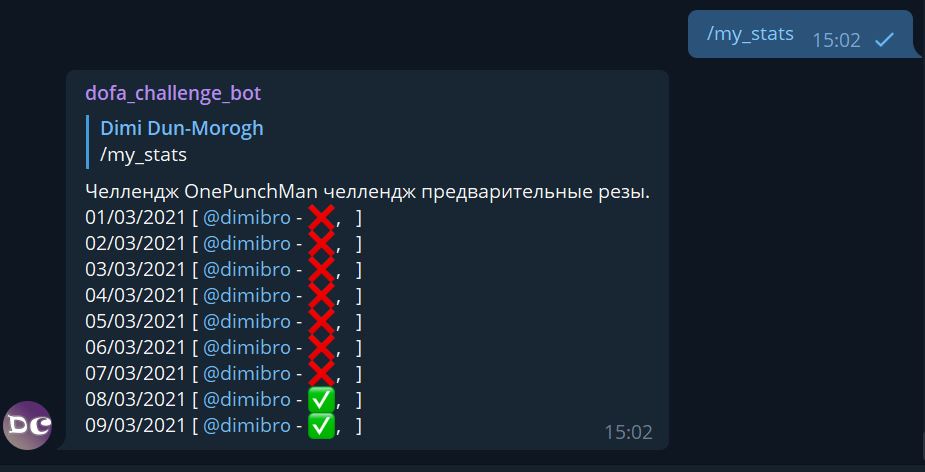 /my_stats 15:02
dofa_challenge_bot
Dimi Dun-Morogh
/my_stats
Челлендж OnePunchMan челлендж предварительные резы.
01/03/2021 [ @dimibro - ❌, ]
02/03/2021 [ @dimibro - ❌, ]
03/03/2021 [ @dimibro - ❌, ]
04/03/2021 [ @dimibro - ❌, ]
05/03/2021 [ @dimibro - ❌, ]
06/03/2021 [ @dimibro - ❌, ]
07/03/2021 [ @dimibro - ❌, ]
08/03/2021 [ @dimibro - ✅, ]
09/03/2021 [ @dimibro - ✅, ]
15:02
DC